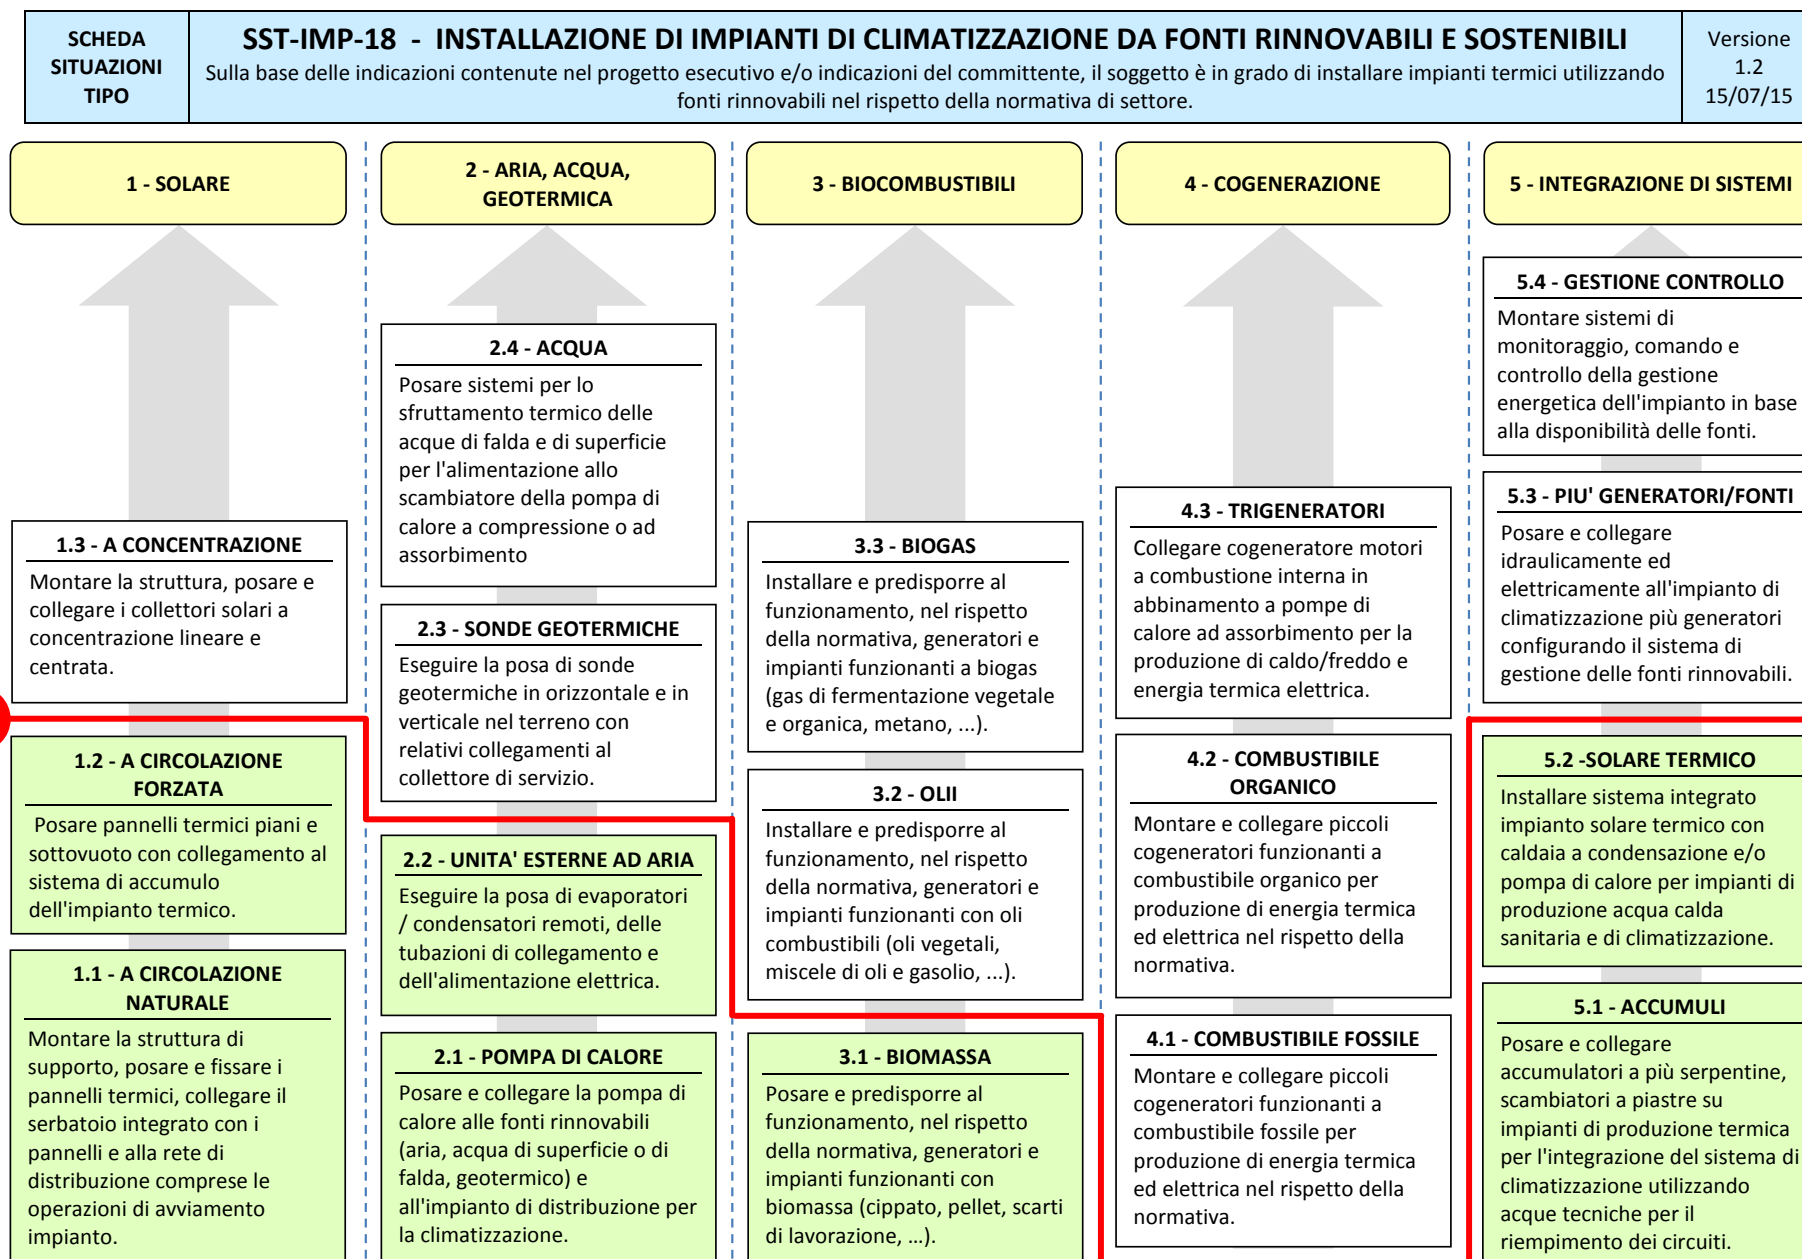 SCHEDA
SITUAZIONI
TIPO
SST-IMP-18 - INSTALLAZIONE DI IMPIANTI DI CLIMATIZZAZIONE DA FONTI RINNOVABILI E SOSTENIBILI
Sulla base delle indicazioni contenute nel progetto esecutivo e/o indicazioni del committente, il soggetto è in grado di installare impianti termici utilizzando
fonti rinnovabili nel rispetto della normativa di settore.
Versione
1.2
15/07/15
1 - SOLARE
1.3 - A CONCENTRAZIONE
Montare la struttura, posare e
collegare i collettori solari a
concentrazione lineare e
centrata.
1.2 - A CIRCOLAZIONE
FORZATA
Posare pannelli termici piani e
sottovuoto con collegamento al
sistema di accumulo
dell'impianto termico.
1.1 - A CIRCOLAZIONE
NATURALE
Montare la struttura di
supporto, posare e fissare i
pannelli termici, collegare il
serbatoio integrato con i
pannelli e alla rete di
distribuzione comprese le
operazioni di avviamento
impianto.
2 - ARIA, ACQUA,
GEOTERMICA
2.4 - ACQUA
Posare sistemi per lo
sfruttamento termico delle
acque di falda e di superficie
per l'alimentazione allo
scambiatore della pompa di
calore a compressione o ad
assorbimento
2.3 - SONDE GEOTERMICHE
Eseguire la posa di sonde
geotermiche in orizzontale e in
verticale nel terreno con
relativi collegamenti al
collettore di servizio.
2.2 - UNITA' ESTERNE AD ARIA
Eseguire la posa di evaporatori
/ condensatori remoti, delle
tubazioni di collegamento e
dell'alimentazione elettrica.
2.1 - POMPA DI CALORE
Posare e collegare la pompa di
calore alle fonti rinnovabili
(aria, acqua di superficie o di
falda, geotermico) e
all'impianto di distribuzione per
la climatizzazione.
3 - BIOCOMBUSTIBILI
3.3 - BIOGAS
Installare e predisporre al
funzionamento, nel rispetto
della normativa, generatori e
impianti funzionanti a biogas
(gas di fermentazione vegetale
e organica, metano, ...).
3.2 - OLII
Installare e predisporre al
funzionamento, nel rispetto
della normativa, generatori e
impianti funzionanti con oli
combustibili (oli vegetali,
miscele di oli e gasolio, ...).
3.1 - BIOMASSA
Posare e predisporre al
funzionamento, nel rispetto
della normativa, generatori e
impianti funzionanti con
biomassa (cippato, pellet, scarti
di lavorazione, …).
4 - COGENERAZIONE
4.3 - TRIGENERATORI
Collegare cogeneratore motori
a combustione interna in
abbinamento a pompe di
calore ad assorbimento per la
produzione di caldo/freddo e
energia termica elettrica.
4.2 - COMBUSTIBILE
ORGANICO
Montare e collegare piccoli
cogeneratori funzionanti a
combustibile organico per
produzione di energia termica
ed elettrica nel rispetto della
normativa.
4.1 - COMBUSTIBILE FOSSILE
Montare e collegare piccoli
cogeneratori funzionanti a
combustibile fossile per
produzione di energia termica
ed elettrica nel rispetto della
normativa.
5 - INTEGRAZIONE DI SISTEMI
5.4 - GESTIONE CONTROLLO
Montare sistemi di
monitoraggio, comando e
controllo della gestione
energetica dell'impianto in base
alla disponibilità delle fonti.
5.3 - PIU' GENERATORI/FONTI
Posare e collegare
idraulicamente ed
elettricamente all'impianto di
climatizzazione più generatori
configurando il sistema di
gestione delle fonti rinnovabili.
5.2 -SOLARE TERMICO
Installare sistema integrato
impianto solare termico con
caldaia a condensazione e/o
pompa di calore per impianti di
produzione acqua calda
sanitaria e di climatizzazione.
5.1 - ACCUMULI
Posare e collegare
accumulatori a più serpentine,
scambiatori a piastre su
impianti di produzione termica
per l'integrazione del sistema di
climatizzazione utilizzando
acque tecniche per il
riempimento dei circuiti.